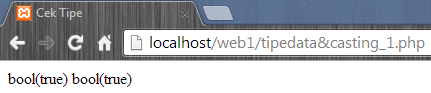 Cek Tipe
localhost/web1/tipedata&casting_1.php
bool(true) bool(true)